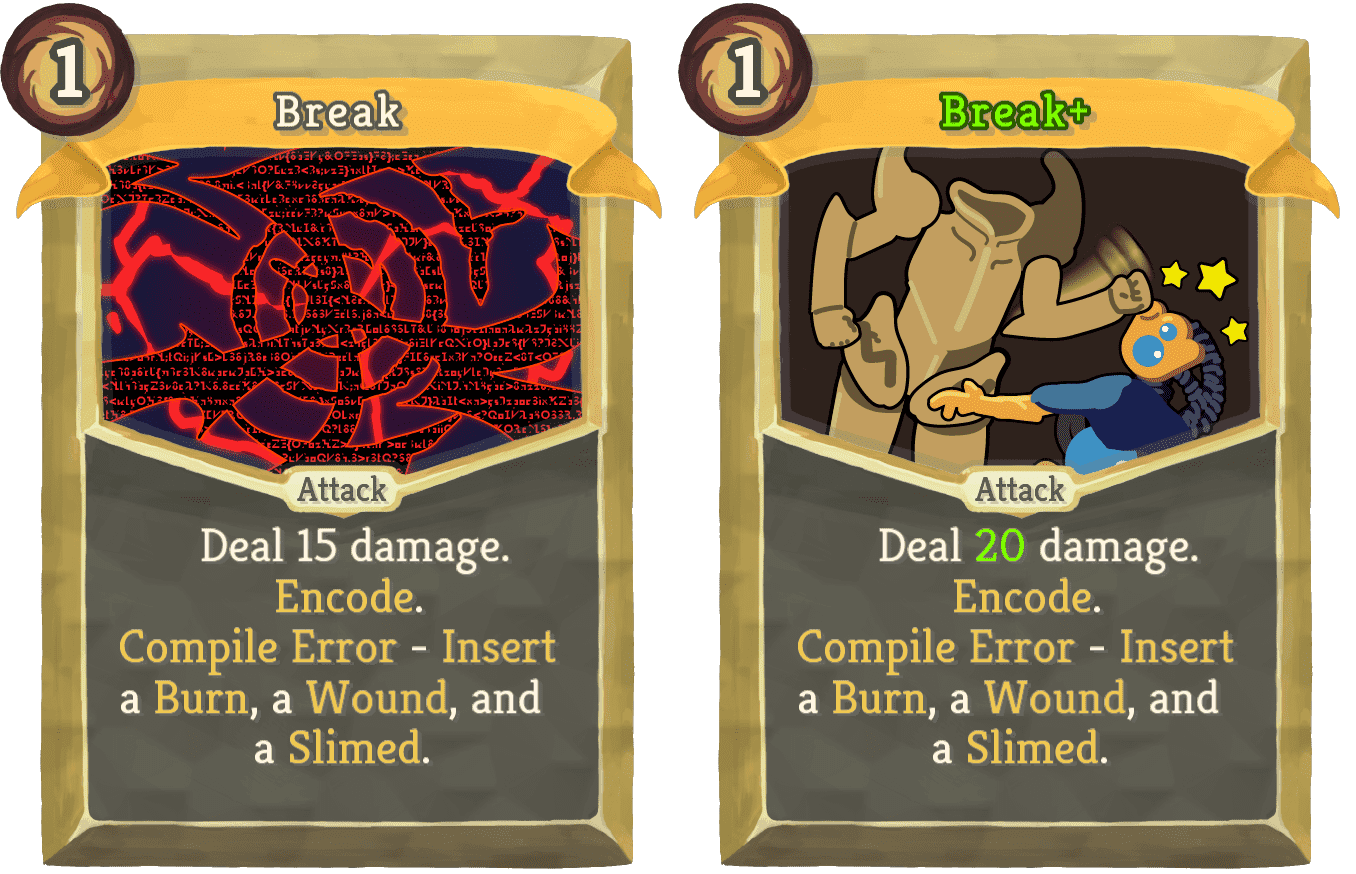 1
Break
Attack
Deal 15 damage.
Encode.
Compile Error - Insert
a Burn, a Wound, and
a Slimed.
1
Break+
Attack
Deal 20 damage.
Encode.
Compile Error - Insert
a Burn, a Wound, and
a Slimed.